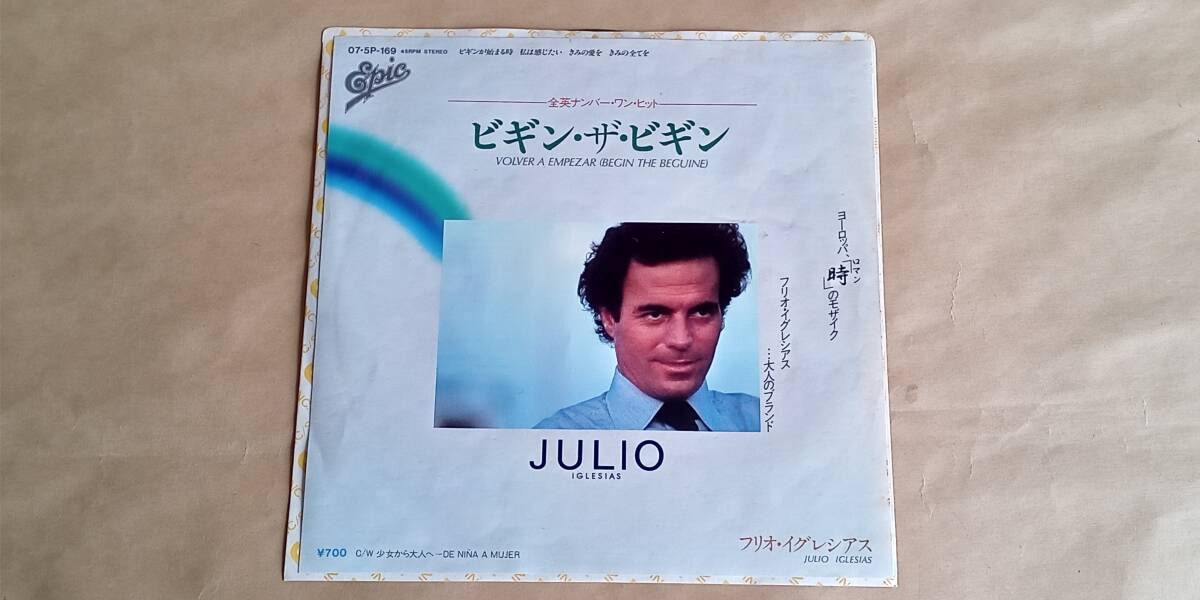 07・5P-169 45RPM STEREO ビギンが始まる時 私は感じたい きみの愛を きみの全てを
Epic
全英ナンバー・ワン・ヒット
ビギン・ザ・ビギン
VOLVER A EMPEZAR (BEGIN THE BEGUINE)
ヨーロッパ、「時」のモザイク
ロマン
フリオ・イグレシアス
…大人のブランド
JULIO
IGLESIAS
¥700 C/W 少女から大人へ―DE NIÑA A MUJER
フリオ・イグレシアス
JULIO IGLESIAS